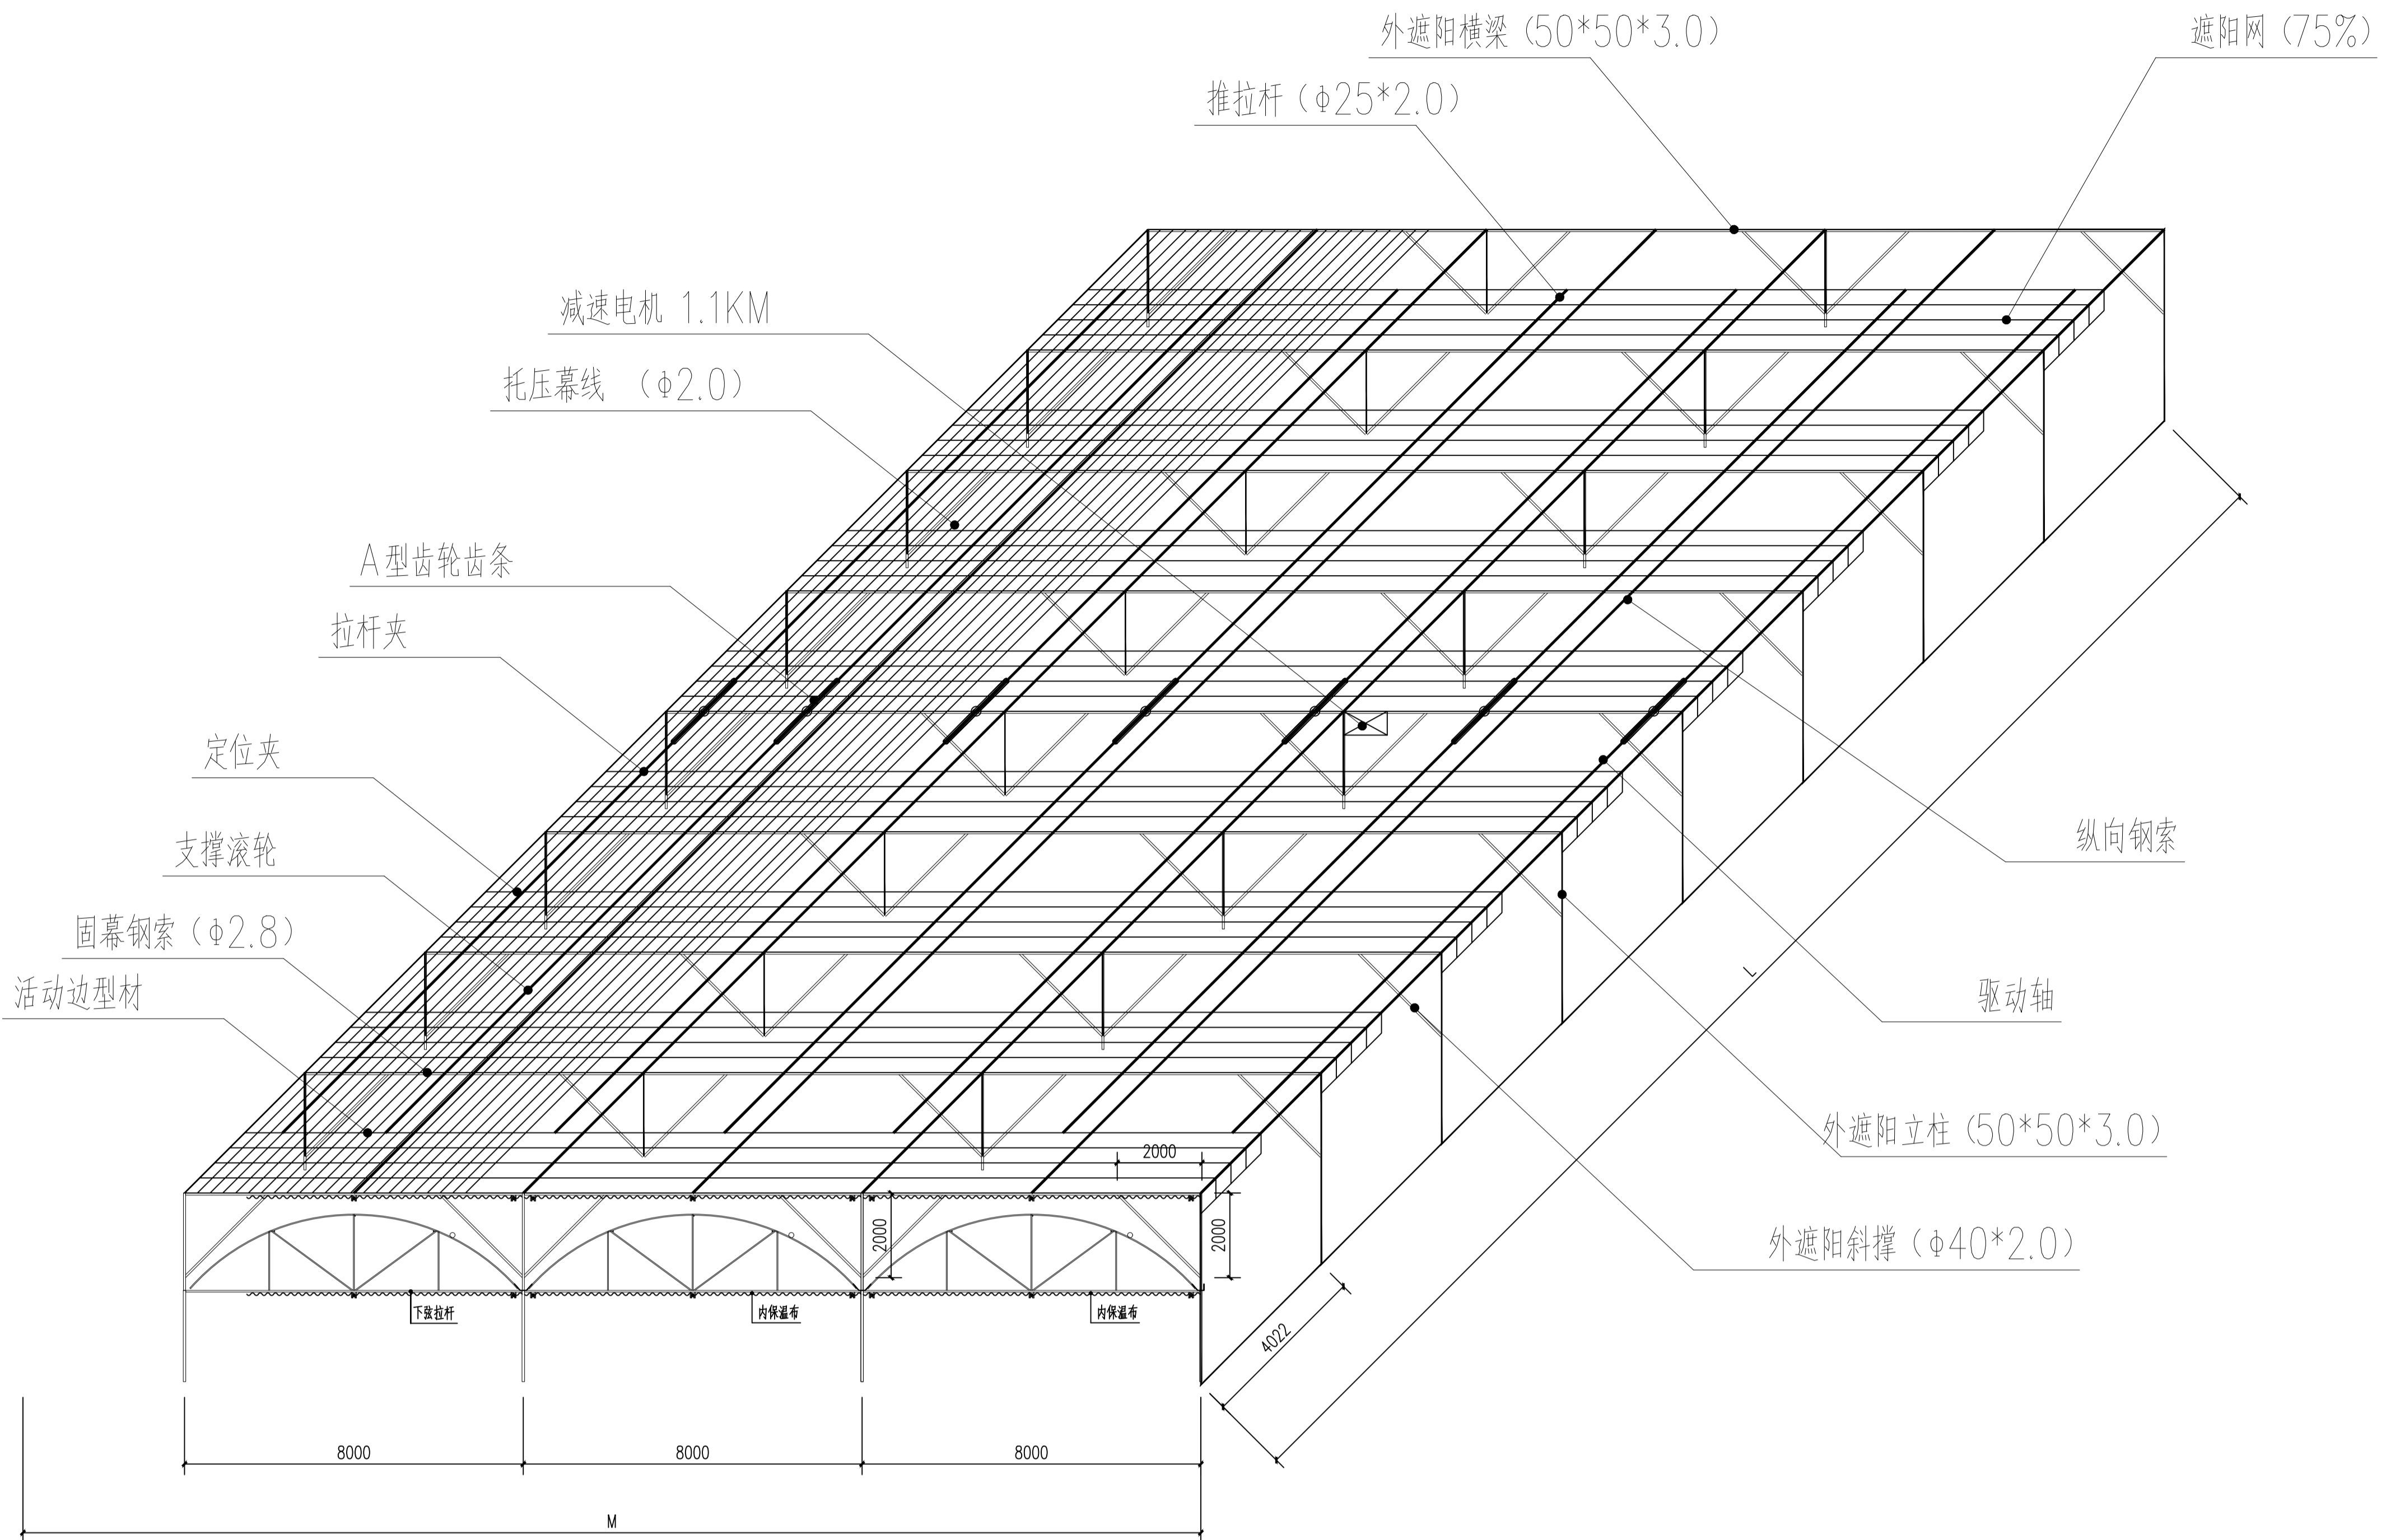 外遮阳横梁（50*50*3.0）
遮阳网（75%）
推拉杆（ф25*2.0）
减速电机 1.1KM
托压幕线 （ф2.0）
A型齿轮齿条
拉杆夹
定位夹
支撑滚轮
纵向钢索
固幕钢索（ф2.8）
活动边型材
L
驱动轴
外遮阳立柱（50*50*3.0）
2000
外遮阳斜撑（ф40*2.0）
2000
2000
下弦拉杆
内保温布
内保温布
4022
8000
8000
8000
M